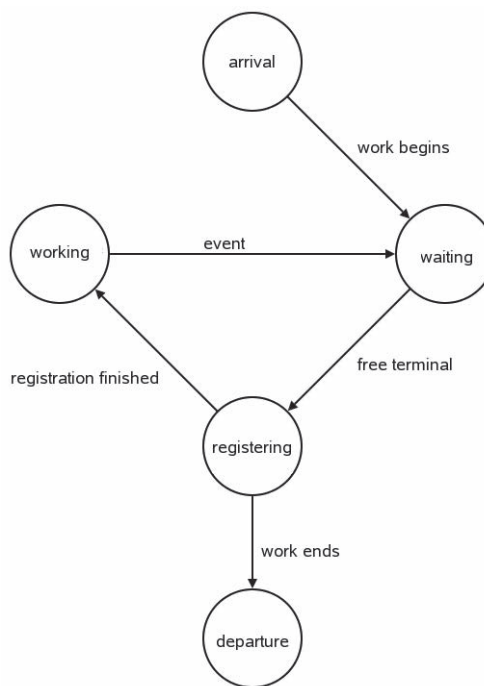 arrival
work begins
working
event
waiting
registration finished
free terminal
registering
work ends
departure